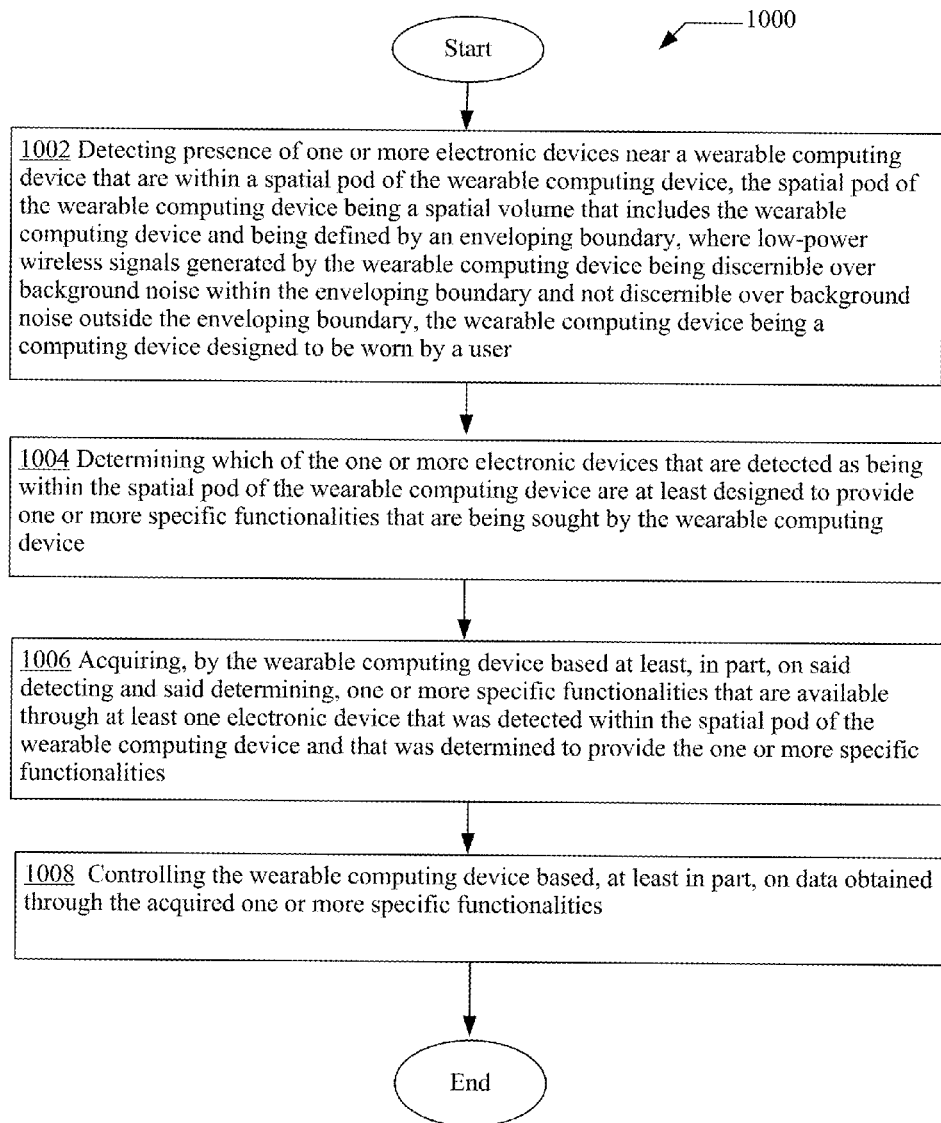 1000
Start
1002 Detecting presence of one or more electronic devices near a wearable computing
device that are within a spatial pod of the wearable computing device, the spatial pod of
the wearable computing device being a spatial volume that includes the wearable
computing device and being defined by an enveloping boundary, where low-power
wireless signals generated by the wearable computing device being discernible over
background noise within the enveloping boundary and not discernible over background
noise outside the enveloping boundary, the wearable computing device being a
computing device designed to be worn by a user
1004 Determining which of the one or more electronic devices that are detected as being
within the spatial pod of the wearable computing device are at least designed to provide
one or more specific functionalities that are being sought by the wearable computing
device
1006 Acquiring, by the wearable computing device based at least, in part, on said
detecting and said determining, one or more specific functionalities that are available
through at least one electronic device that was detected within the spatial pod of the
wearable computing device and that was determined to provide the one or more specific
functionalities
1008 Controlling the wearable computing device based, at least in part, on data obtained
through the acquired one or more specific functionalities
End